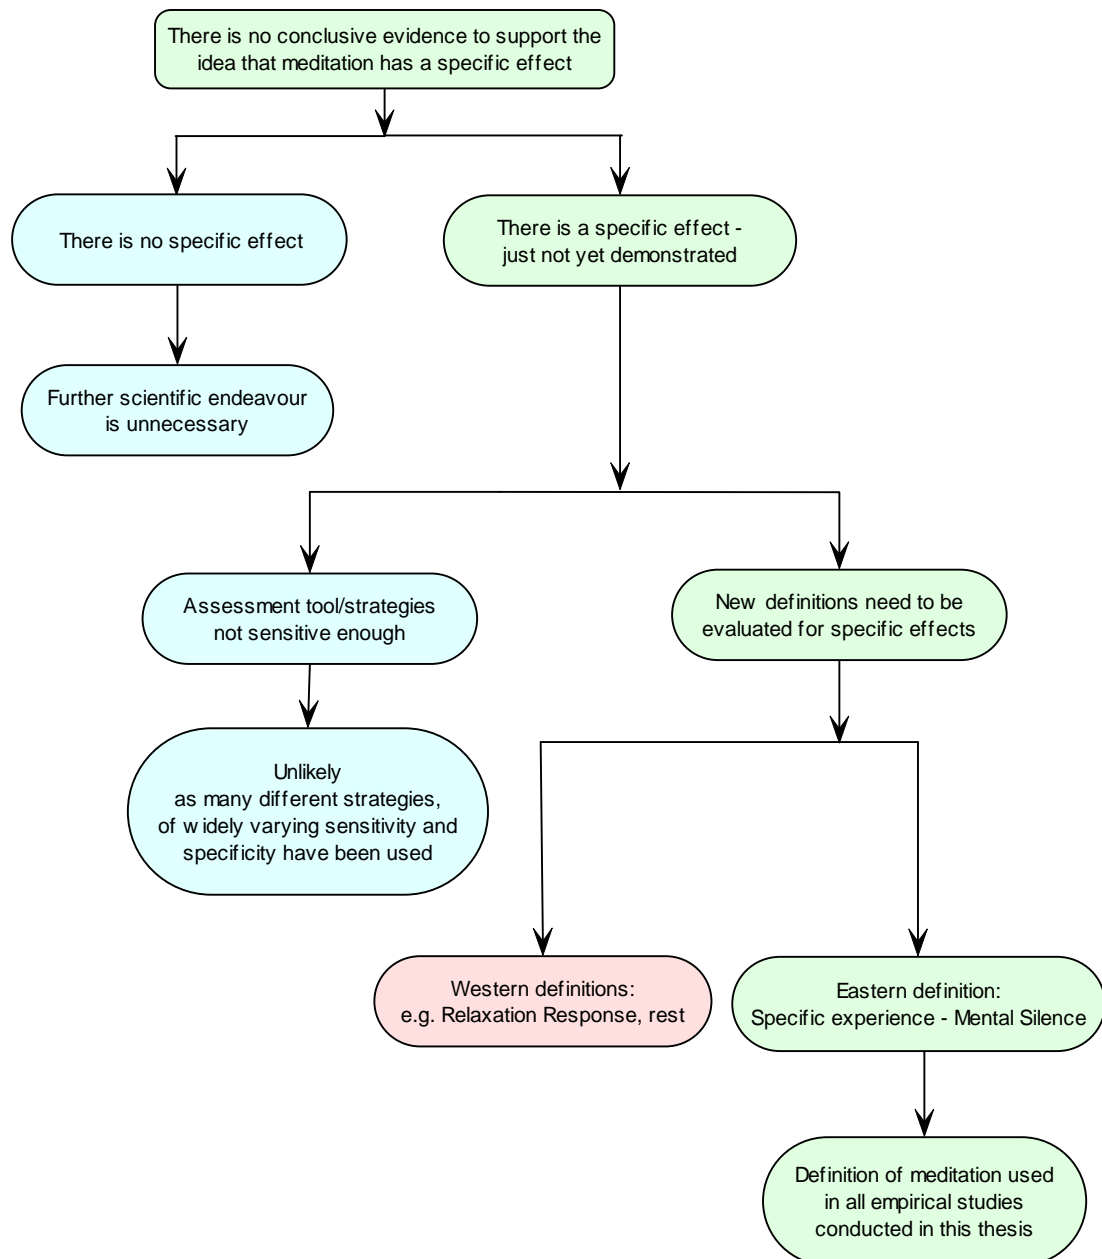 There is no conclusive evidence to support the
idea that meditation has a specific effect
There is no specific effect
There is a specific effect -
just not yet demonstrated
Further scientific endeavour
is unnecessary
Assessment tool/strategies
not sensitive enough
New definitions need to be
evaluated for specific effects
Unlikely
as many different strategies,
of widely varying sensitivity and
specificity have been used
Western definitions:
e.g. Relaxation Response, rest
Eastern definition:
Specific experience - Mental Silence
Definition of meditation used
in all empirical studies
conducted in this thesis